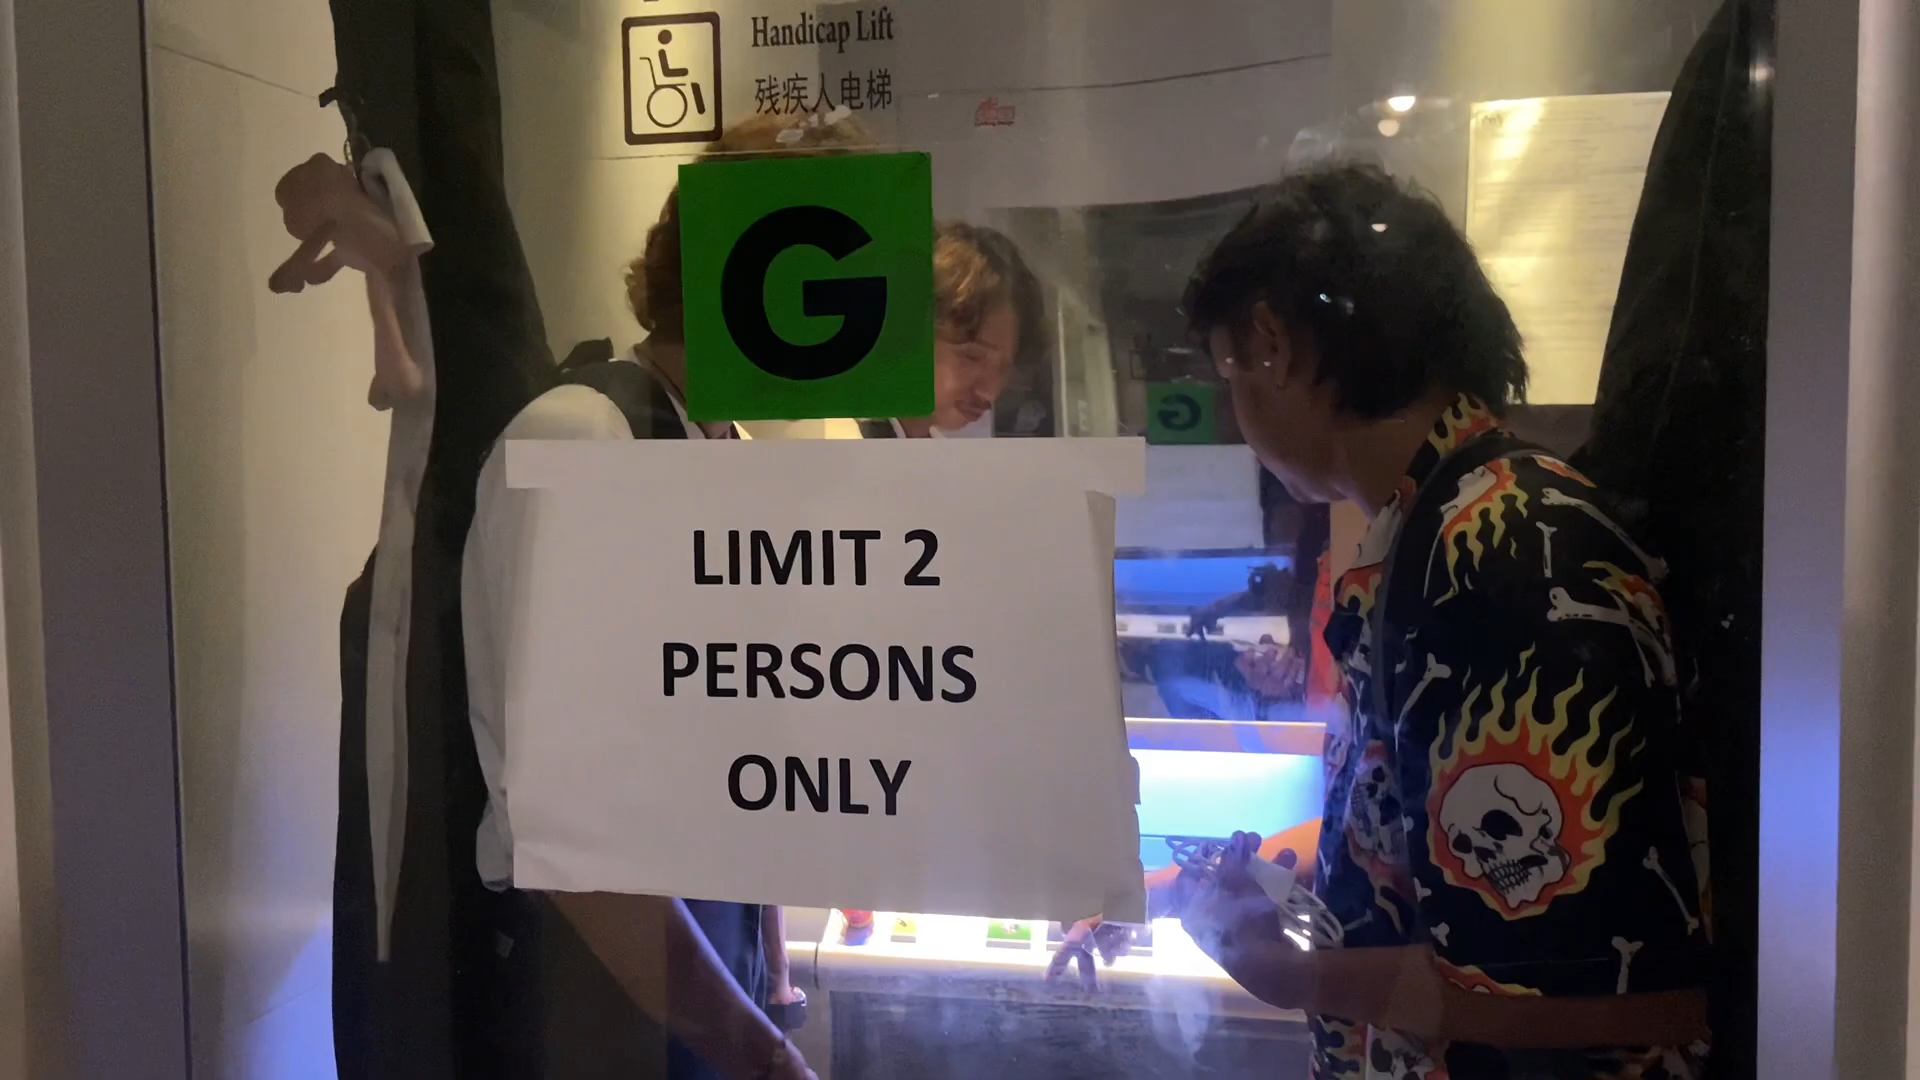 Handicap Lift
残疾人电梯
G
G
LIMIT 2
PERSONS
ONLY